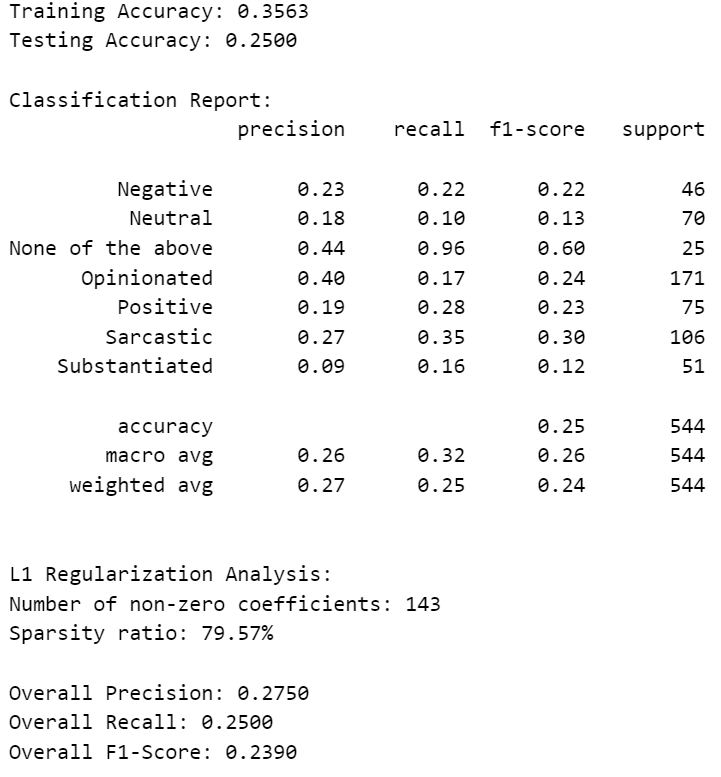 Training Accuracy: 0.3563
Testing Accuracy: 0.2500
Classification Report:
precision recall f1-score support
Negative 0.23 0.22 0.22 46
Neutral 0.18 0.10 0.13 70
None of the above 0.44 0.96 0.60 25
Opinionated 0.40 0.17 0.24 171
Positive 0.19 0.28 0.23 75
Sarcastic 0.27 0.35 0.30 106
Substantiated 0.09 0.16 0.12 51
accuracy 0.25 544
macro avg 0.26 0.32 0.26 544
weighted avg 0.27 0.25 0.24 544
L1 Regularization Analysis:
Number of non-zero coefficients: 143
Sparsity ratio: 79.57%
Overall Precision: 0.2750
Overall Recall: 0.2500
Overall F1-Score: 0.2390